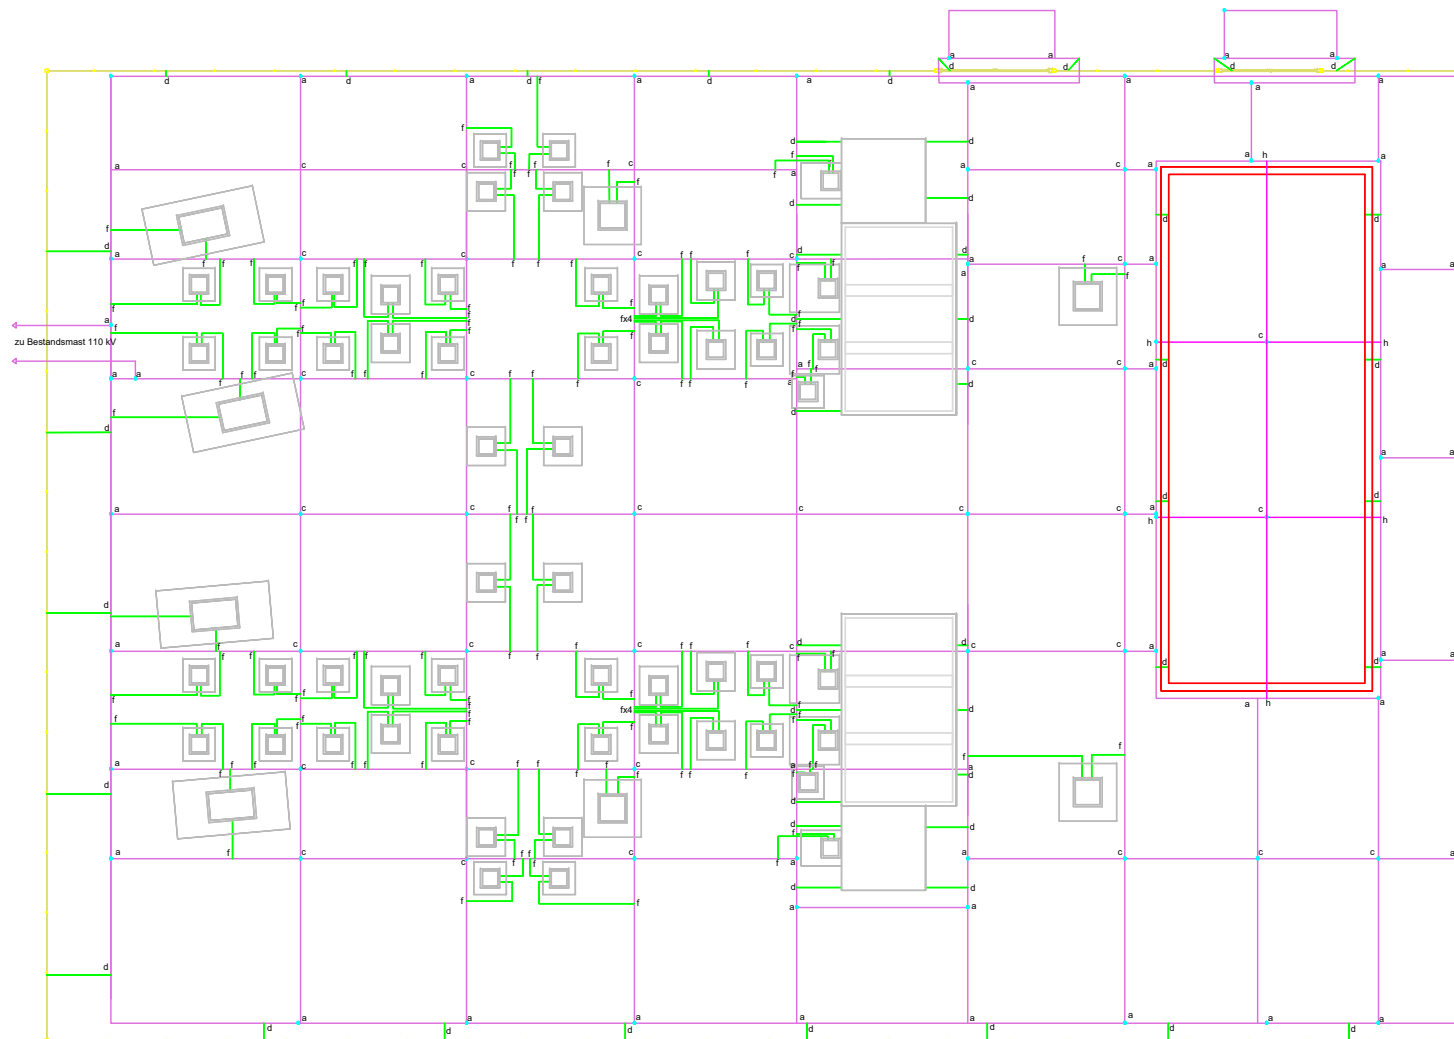 a a
a d d a
d d f d d d d
a a a a a a a a
f
d d
a c c f f f f c f a f a a c a a h a
f
f d d d d
d
a c f f f f f f f f f f c f f f c d d a f c a
f f f f f f f f f a f a a
f f f f
a f f f fx4 f d d
zu Bestandsmast 110 kV
h c h
a a f f f c f f f c f f f c f f f a f f c c a d d
f a d
d f f f d
a
a c f f f f c c c c c a d d
h c h
d
d
a f f f f c f f f f f c f f f d f d c c a d a a
f f f f f
f f f f fx4 f d d
a h a
f f f f f
f f f c f f f c f f f c f f f a f f a d
d d
d d
a f c c f f f f c f f a a c c c a
f f d d
a a
d
a a a a a a a
d d d d d d d